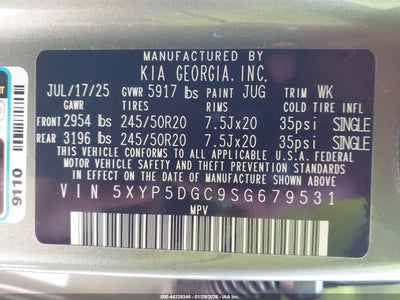 MANUFACTURED BY
KIA GEORGIA, INC.
JUL/17/25 GVWR 5917 lbs PAINT JUG TRIM WK
GAWR TIRES RIMS COLD TIRE INFL
FRONT 2954 lbs 245/50R20 7.5Jx20 35psi SINGLE
REAR 3196 lbs 245/50R20 7.5Jx20 35psi SINGLE
THIS VEHICLE CONFORMS TO ALL APPLICABLE U.S.A. FEDERAL
MOTOR VEHICLE SAFETY AND THEFT PREVENTION STANDARDS IN EFFECT
ON THE DATE OF MANUFACTURE SHOWN ABOVE.
VIN 5XYP5DGC9SG679531
MPV
9110
000-44226346 - 01/29/2026 - IAA Inc.